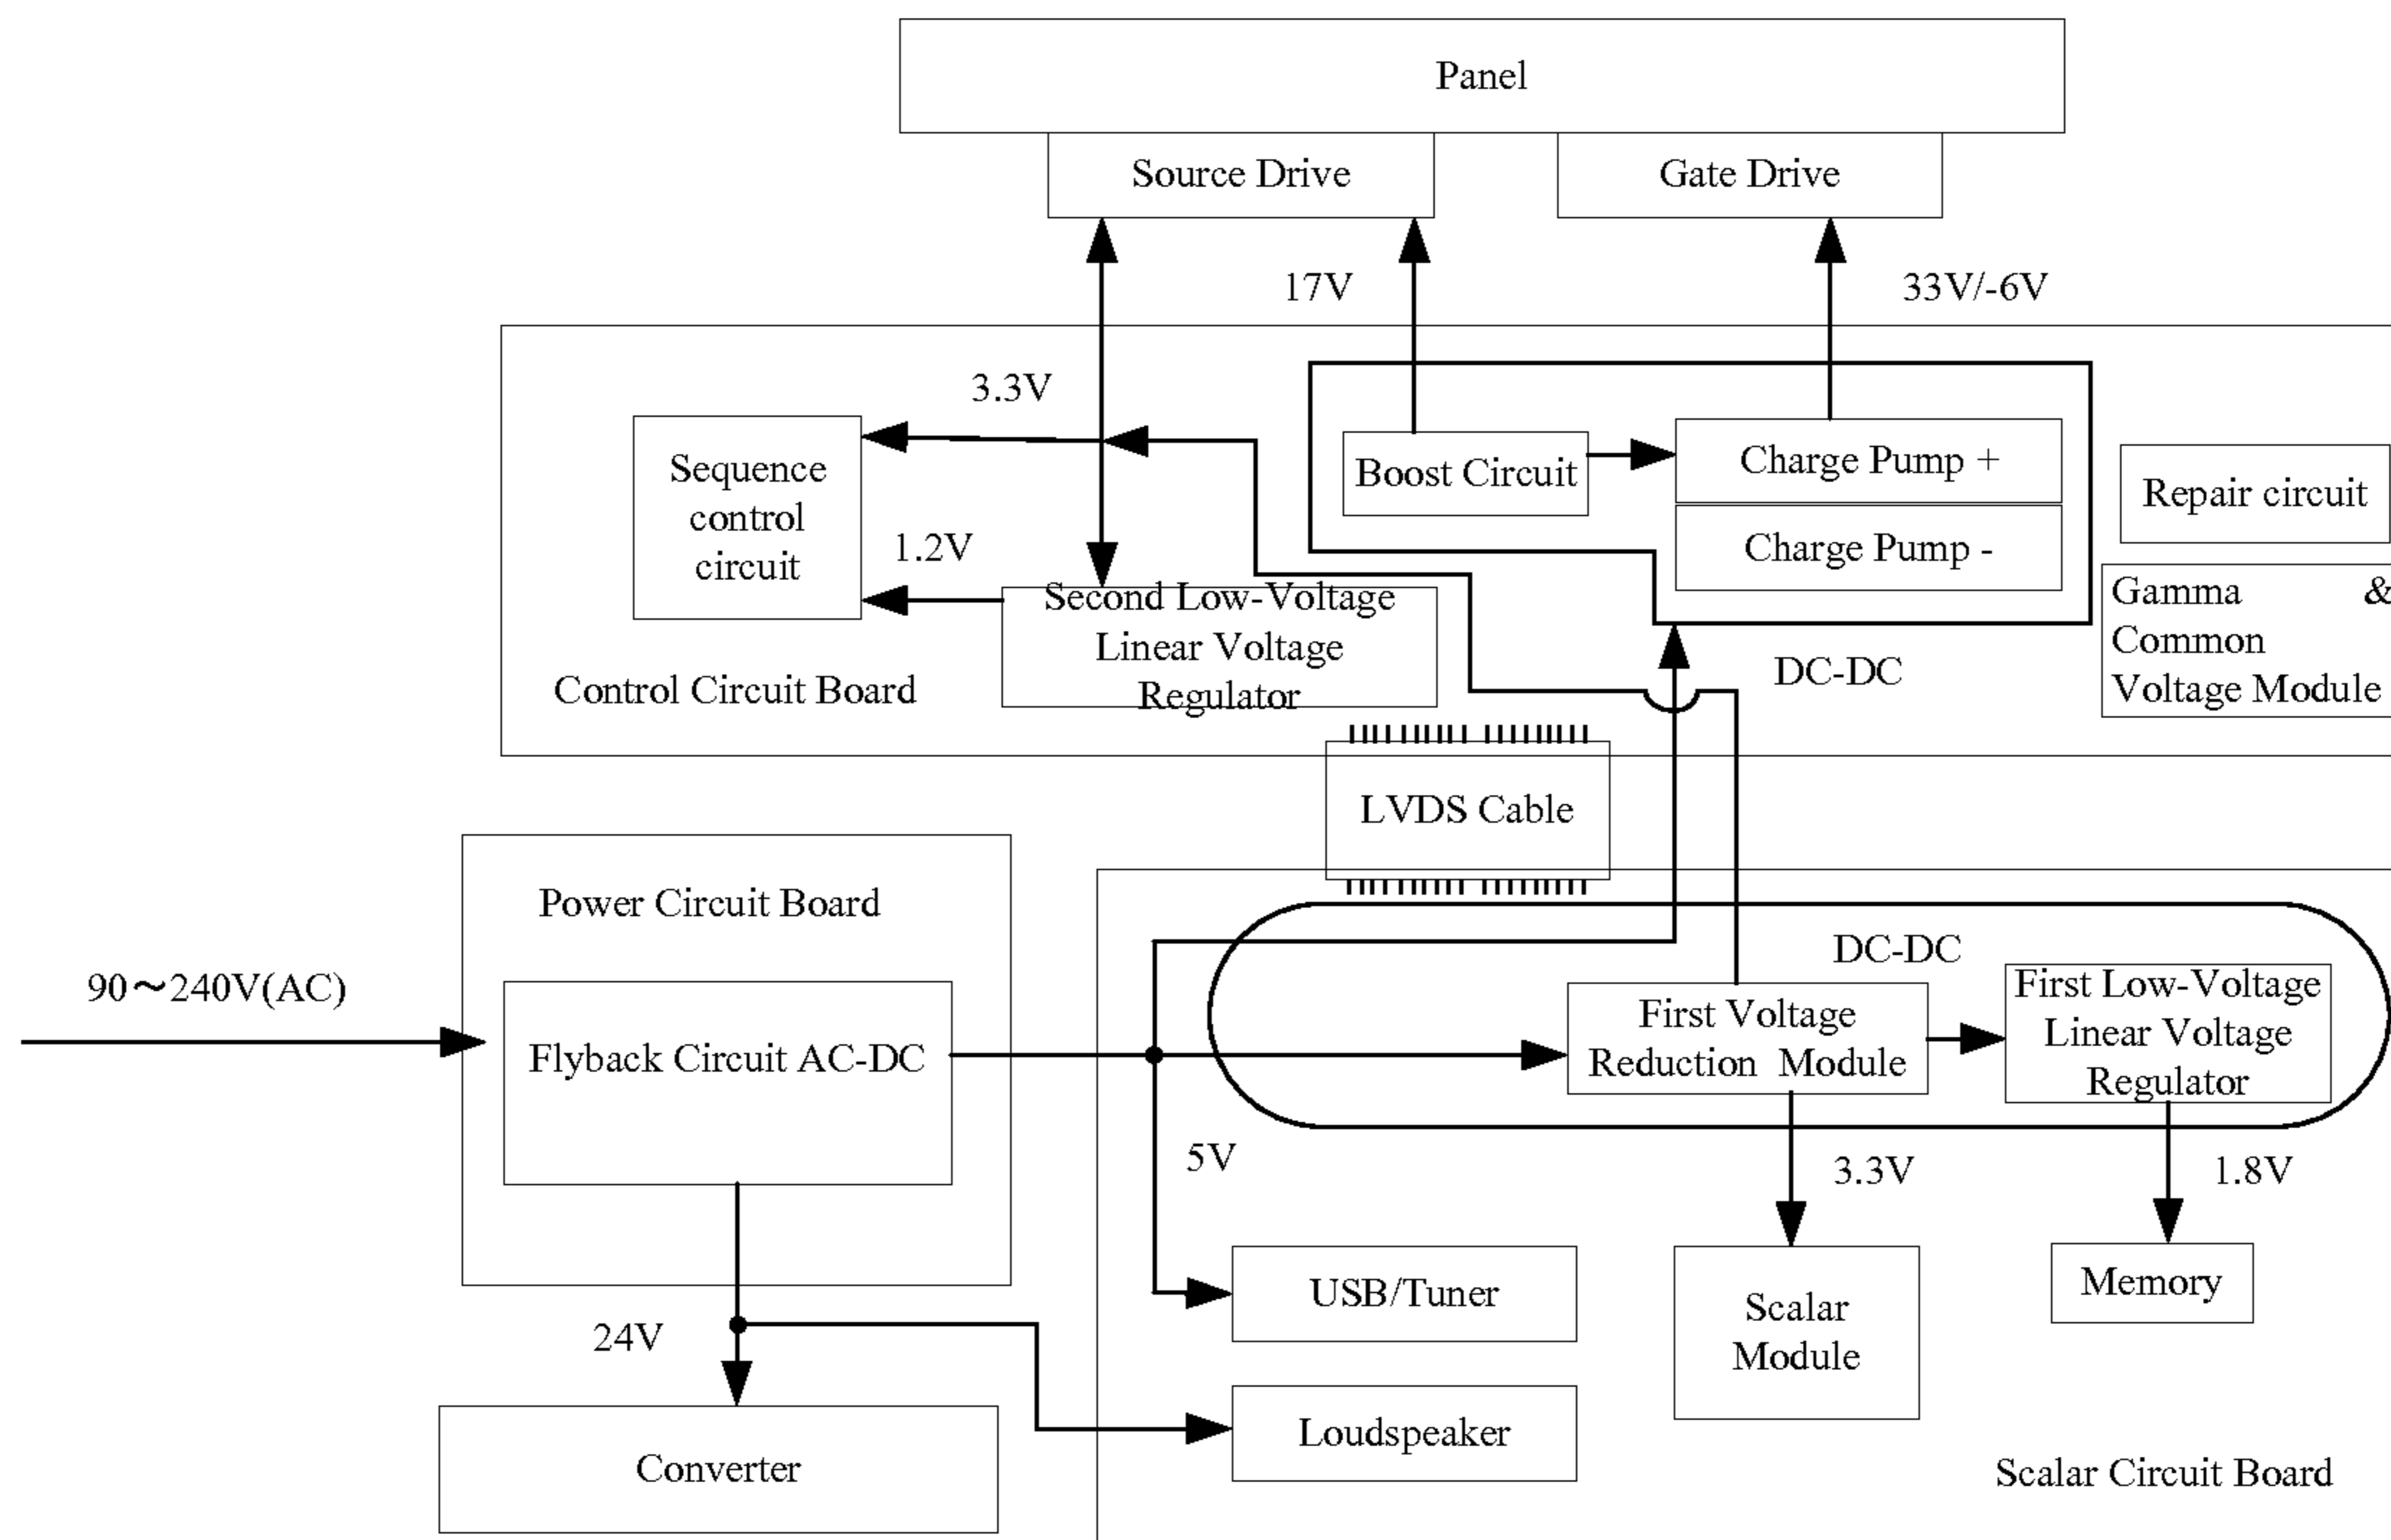 Panel
Source Drive
Gate Drive
17V
33V/-6V
3.3V
Sequence
control
circuit
Boost Circuit
Charge Pump +
Charge Pump -
Repair circuit
1.2V
Second Low-Voltage
Linear Voltage
Regulator
Gamma &
Common
Voltage Module
Control Circuit Board
DC-DC
LVDS Cable
Power Circuit Board
90～240V(AC)
Flyback Circuit AC-DC
DC-DC
First Voltage
Reduction Module
First Low-Voltage
Linear Voltage
Regulator
5V
3.3V
1.8V
USB/Tuner
Scalar
Module
Memory
24V
Loudspeaker
Converter
Scalar Circuit Board